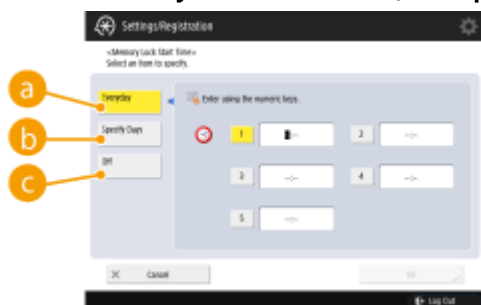 Settings/Registration
<Memory Lock Start Time>
Select an item to specify.
a
Everyday
Enter using the numeric keys.
b
Specify Days
1
--:--
2
--:--
c
Off
3
--:--
4
--:--
5
--:--
Cancel
OK
Log Out